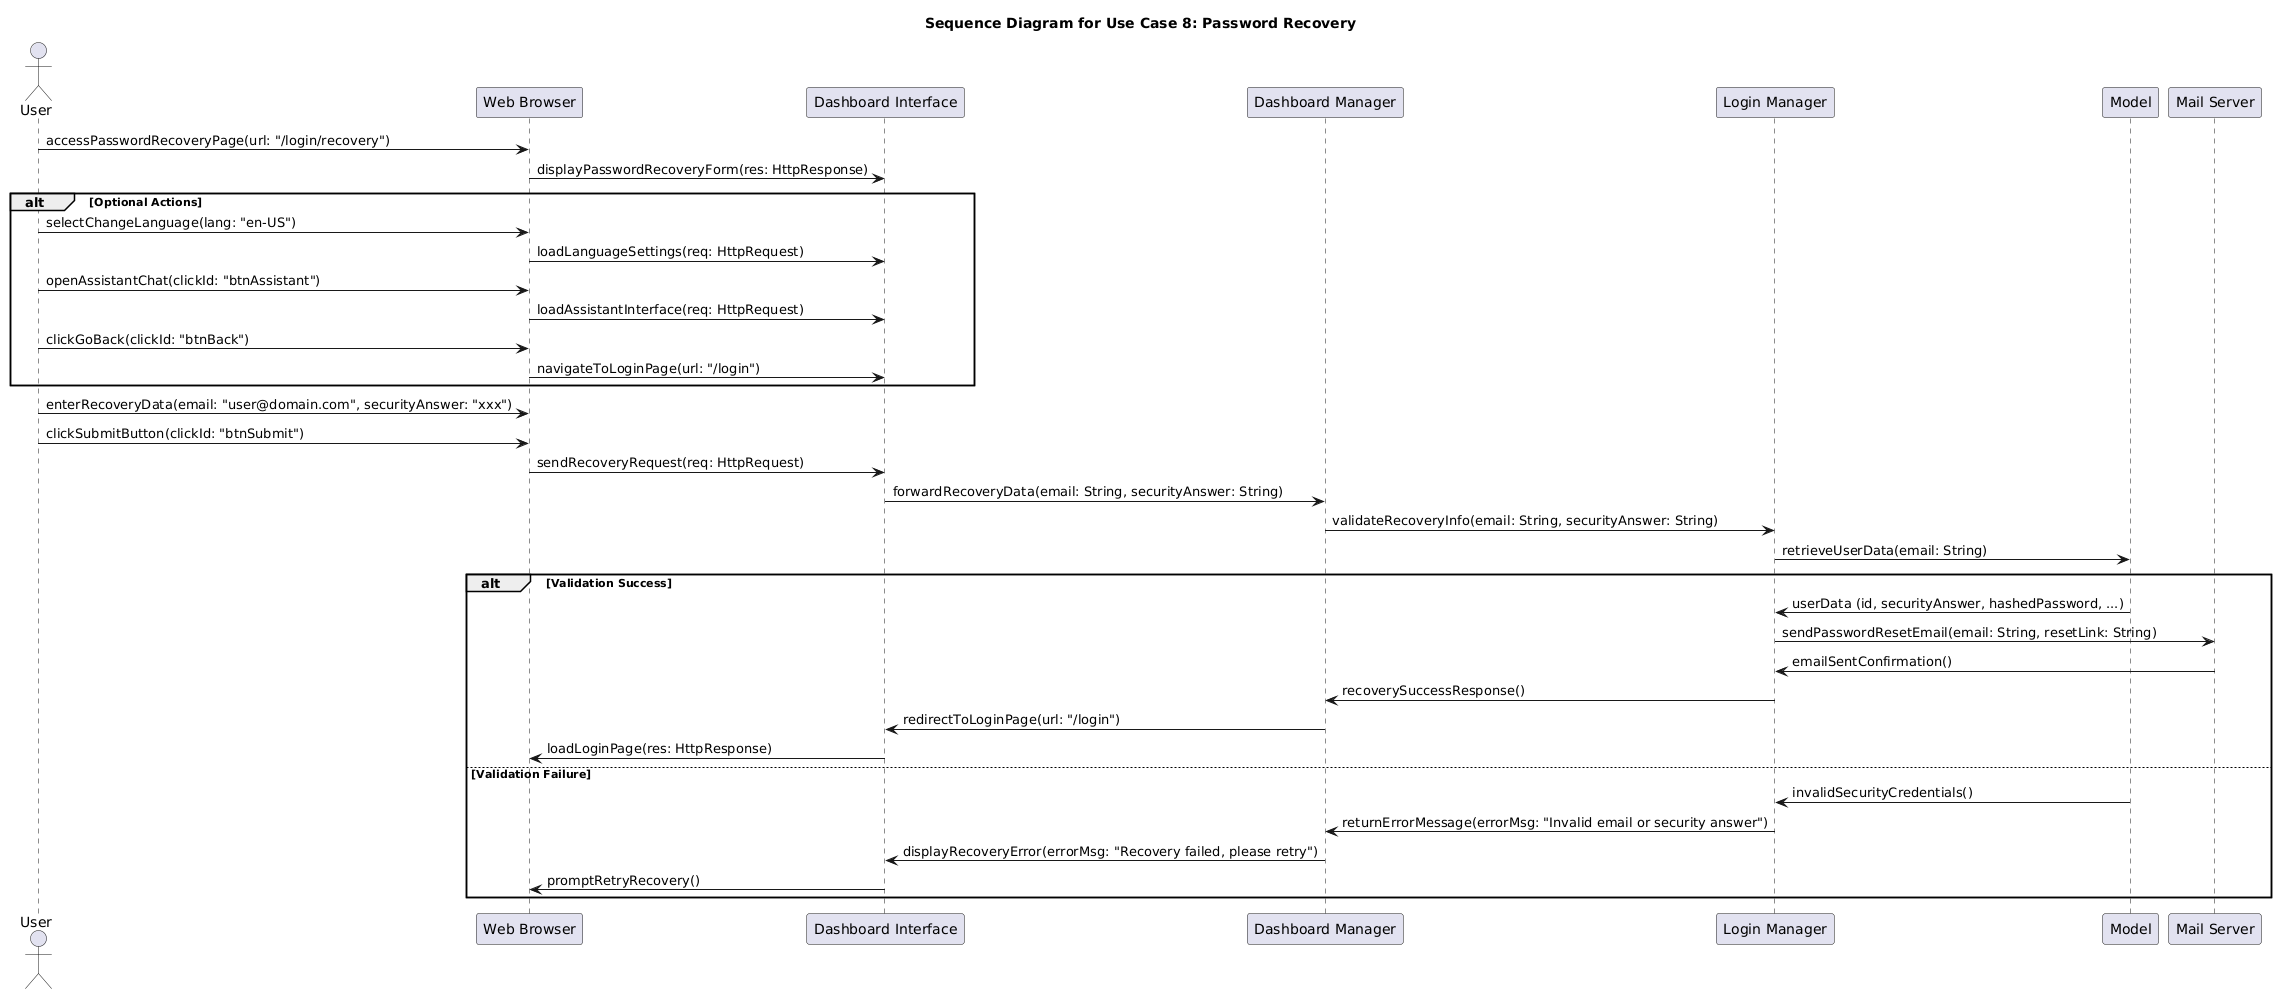 Sequence Diagram for Use Case 8: Password Recovery
User
Web Browser
Dashboard Interface
Dashboard Manager
Login Manager
Model
Mail Server
accessPasswordRecoveryPage(url: "/login/recovery")
displayPasswordRecoveryForm(res: HttpResponse)
alt [Optional Actions]
selectChangeLanguage(lang: "en-US")
loadLanguageSettings(req: HttpRequest)
openAssistantChat(clickId: "btnAssistant")
loadAssistantInterface(req: HttpRequest)
clickGoBack(clickId: "btnBack")
navigateToLoginPage(url: "/login")
enterRecoveryData(email: "user@domain.com", securityAnswer: "xxx")
clickSubmitButton(clickId: "btnSubmit")
sendRecoveryRequest(req: HttpRequest)
forwardRecoveryData(email: String, securityAnswer: String)
validateRecoveryInfo(email: String, securityAnswer: String)
retrieveUserData(email: String)
alt [Validation Success]
userData (id, securityAnswer, hashedPassword, ...)
sendPasswordResetEmail(email: String, resetLink: String)
emailSentConfirmation()
recoverySuccessResponse()
redirectToLoginPage(url: "/login")
loadLoginPage(res: HttpResponse)
[Validation Failure]
invalidSecurityCredentials()
returnErrorMessage(errorMsg: "Invalid email or security answer")
displayRecoveryError(errorMsg: "Recovery failed, please retry")
promptRetryRecovery()
User
Web Browser
Dashboard Interface
Dashboard Manager
Login Manager
Model
Mail Server